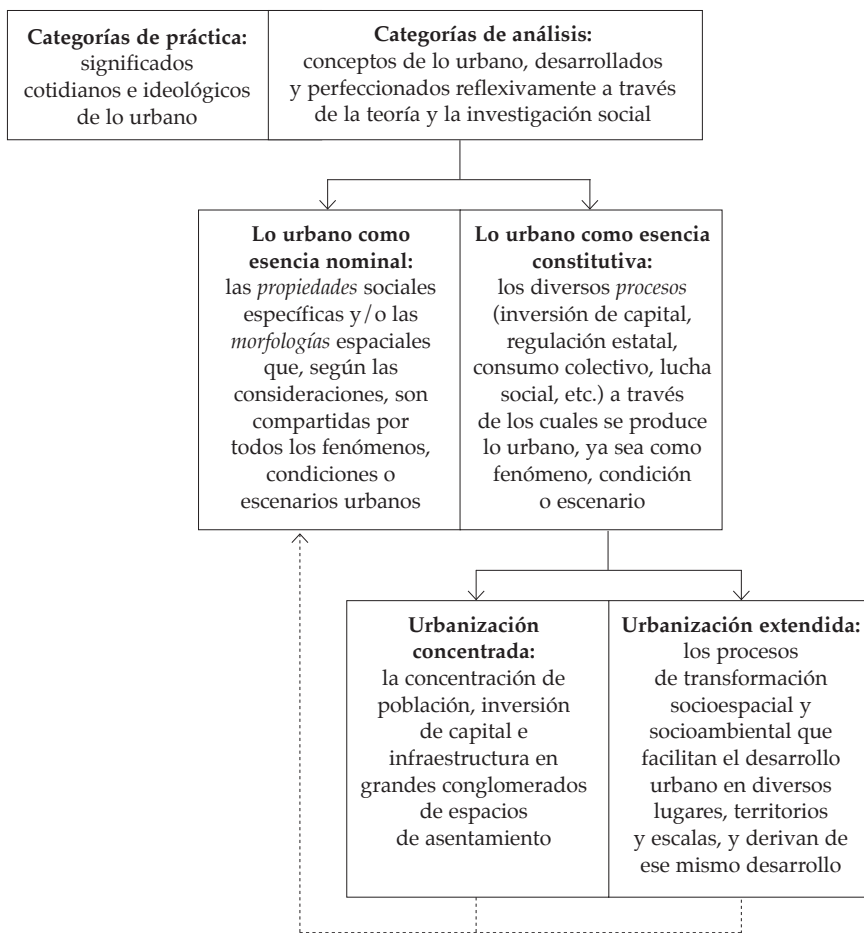 Categorías de práctica:
significados
cotidianos e ideológicos
de lo urbano
Categorías de análisis:
conceptos de lo urbano, desarrollados
y perfeccionados reflexivamente a través
de la teoría y la investigación social
Lo urbano como
esencia nominal:
las propiedades sociales
específicas y/o las
morfologías espaciales
que, según las
consideraciones, son
compartidas por
todos los fenómenos,
condiciones o
escenarios urbanos
Lo urbano como esencia
constitutiva:
los diversos procesos
(inversión de capital,
regulación estatal,
consumo colectivo, lucha
social, etc.) a través
de los cuales se produce
lo urbano, ya sea como
fenómeno, condición
o escenario
Urbanización
concentrada:
la concentración de
población, inversión
de capital e
infraestructura en
grandes conglomerados
de espacios
de asentamiento
Urbanización extendida:
los procesos
de transformación
socioespacial y
socioambiental que
facilitan el desarrollo
urbano en diversos
lugares, territorios
y escalas, y derivan de
ese mismo desarrollo